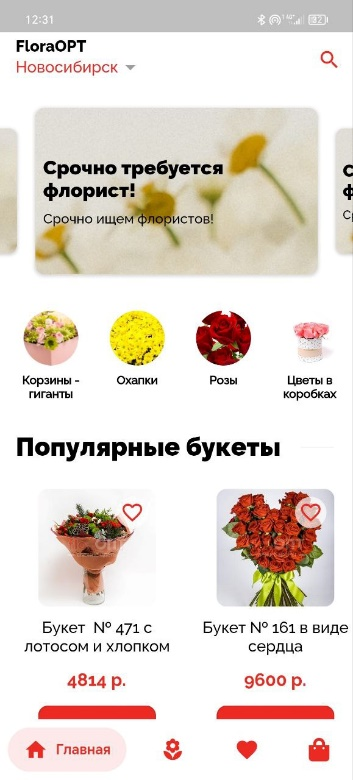 12:31
FloraOPT
Новосибирск
Срочно требуется
флорист!
Срочно ищем флористов!
Корзины -
гиганты
Охапки
Розы
Цветы в
коробках
Популярные букеты
Букет № 471 с
лотосом и хлопком
4814 р.
Букет № 161 в виде
сердца
9600 р.
Главная